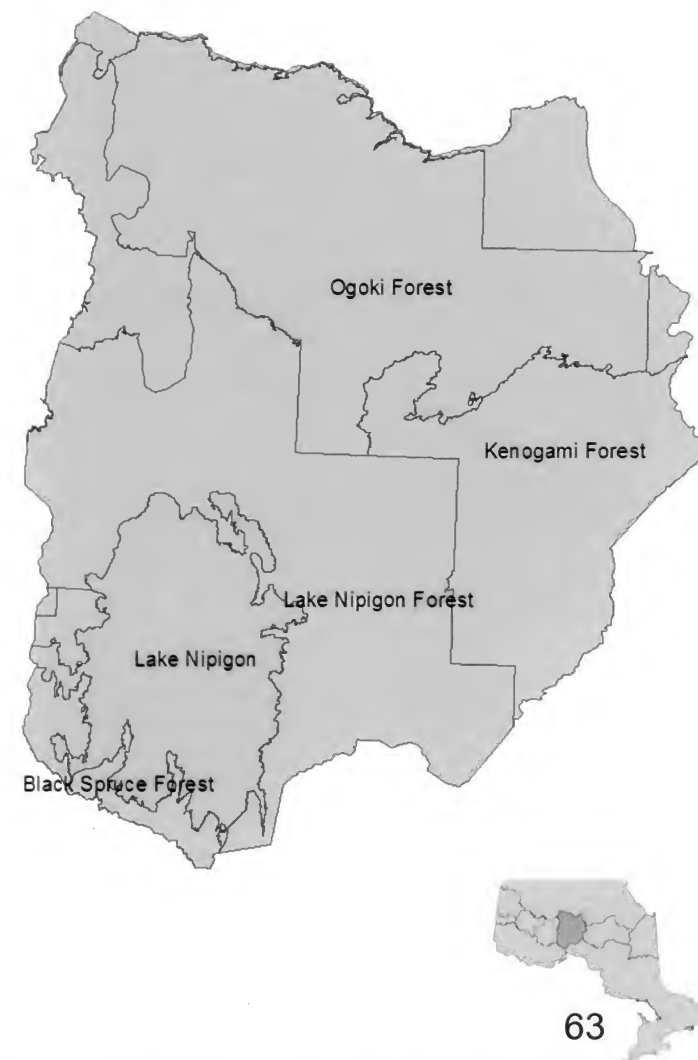 Ogoki Forest
Kenogami Forest
Lake Nipigon Forest
Lake Nipigon
Black Spruce Forest
63